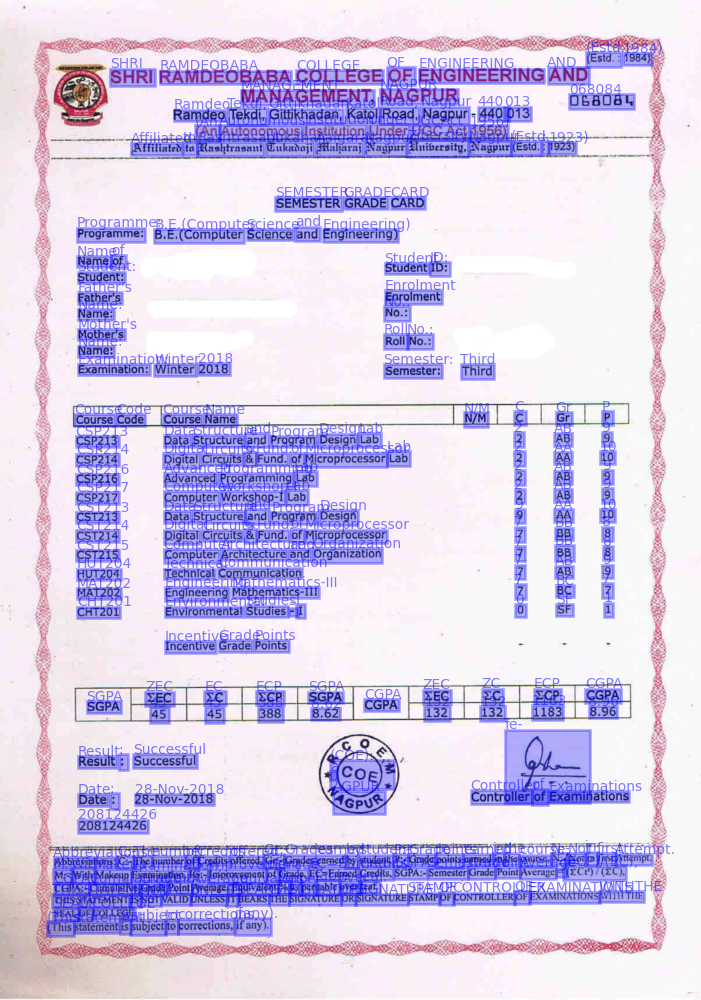 (Estd. : 1984)
SHRI RAMDEOBABA COLLEGE OF ENGINEERING AND
MANAGEMENT, NAGPUR
068084
Ramdeo Tekdi, Gittikhadan, Katol Road, Nagpur - 440 013
(An Autonomous Institution Under UGC Act 1956)
Affiliated to Rashtrasant Tukadoji Maharaj Nagpur University, Nagpur (Estd. : 1923)
SEMESTER GRADE CARD
Programme: B.E.(Computer Science and Engineering)
Name of Student:
Student ID:
Father's Name:
Enrolment No.:
Mother's Name:
Roll No.:
Examination: Winter 2018
Semester: Third
Course Code Course Name N/M C Gr P
CSP213 Data Structure and Program Design Lab 2 AB 9
CSP214 Digital Circuits & Fund. of Microprocessor Lab 2 AA 10
CSP216 Advanced Programming Lab 2 AB 9
CSP217 Computer Workshop-I Lab 2 AB 9
CST213 Data Structure and Program Design 9 AA 10
CST214 Digital Circuits & Fund. of Microprocessor 7 BB 8
CST215 Computer Architecture and Organization 7 BB 8
HUT204 Technical Communication 7 AB 9
MAT202 Engineering Mathematics-III 7 BC 7
CHT201 Environmental Studies - I 0 SF 1
Incentive Grade Points - - -
SGPA ΣEC ΣC ΣCP SGPA CGPA ΣEC ΣC ΣCP CGPA
45 45 388 8.62 132 132 1183 8.96
Result : Successful
RCOEM
COE
NAGPUR
Date : 28-Nov-2018
Controller of Examinations
208124426
Abbreviations: C:- The number of Credits offered, Gr:- Grades earned by student, P:- Grade points earned in the course, N:- Not in first Attempt,
M:- With Makeup Examination, I@:- Improvement of Grade, EC:-Earned Credits, SGPA:- Semester Grade Point Average = (ΣCP) / (ΣC),
CGPA:- Cumulative Grade Point Average, Equivalent % is portable overleaf.
THIS STATEMENT IS NOT VALID UNLESS IT BEARS THE SIGNATURE OR SIGNATURE STAMP OF CONTROLLER OF EXAMINATIONS WITH THE
SEAL OF COLLEGE.
(This statement is subject to corrections, if any).